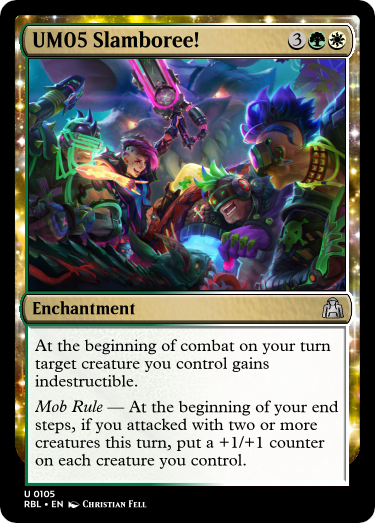 UM05 Slamboree!
3
Enchantment
At the beginning of combat on your turn
target creature you control gains
indestructible.
Mob Rule — At the beginning of your end
steps, if you attacked with two or more
creatures this turn, put a +1/+1 counter
on each creature you control.
U 0105
RBL • EN Christian Fell